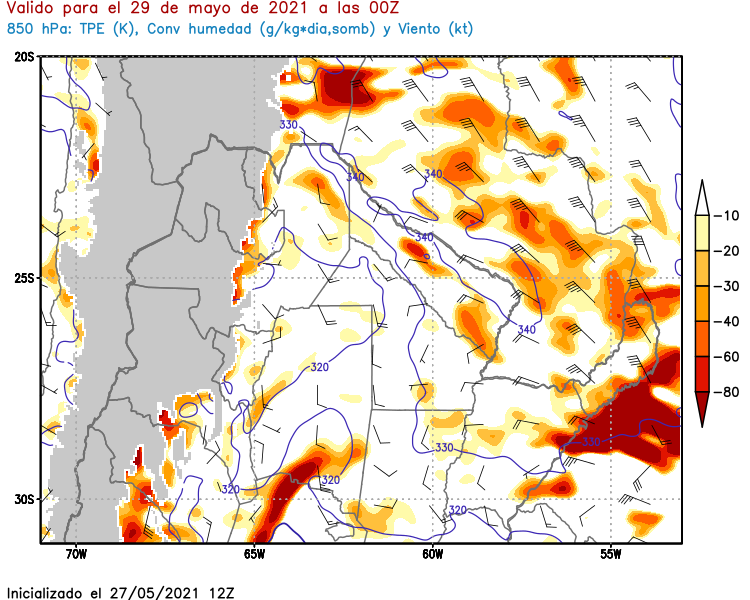 Valido para el 29 de mayo de 2021 a las 00Z
850 hPa: TPE (K), Conv humedad (g/kg*dia,somb) y Viento (kt)
20S
330
340
340
-10
340
-20
25S
-30
340
-40
320
-60
-80
330
330
320
320
30S
320
70W
65W
60W
55W
Inicializado el 27/05/2021 12Z